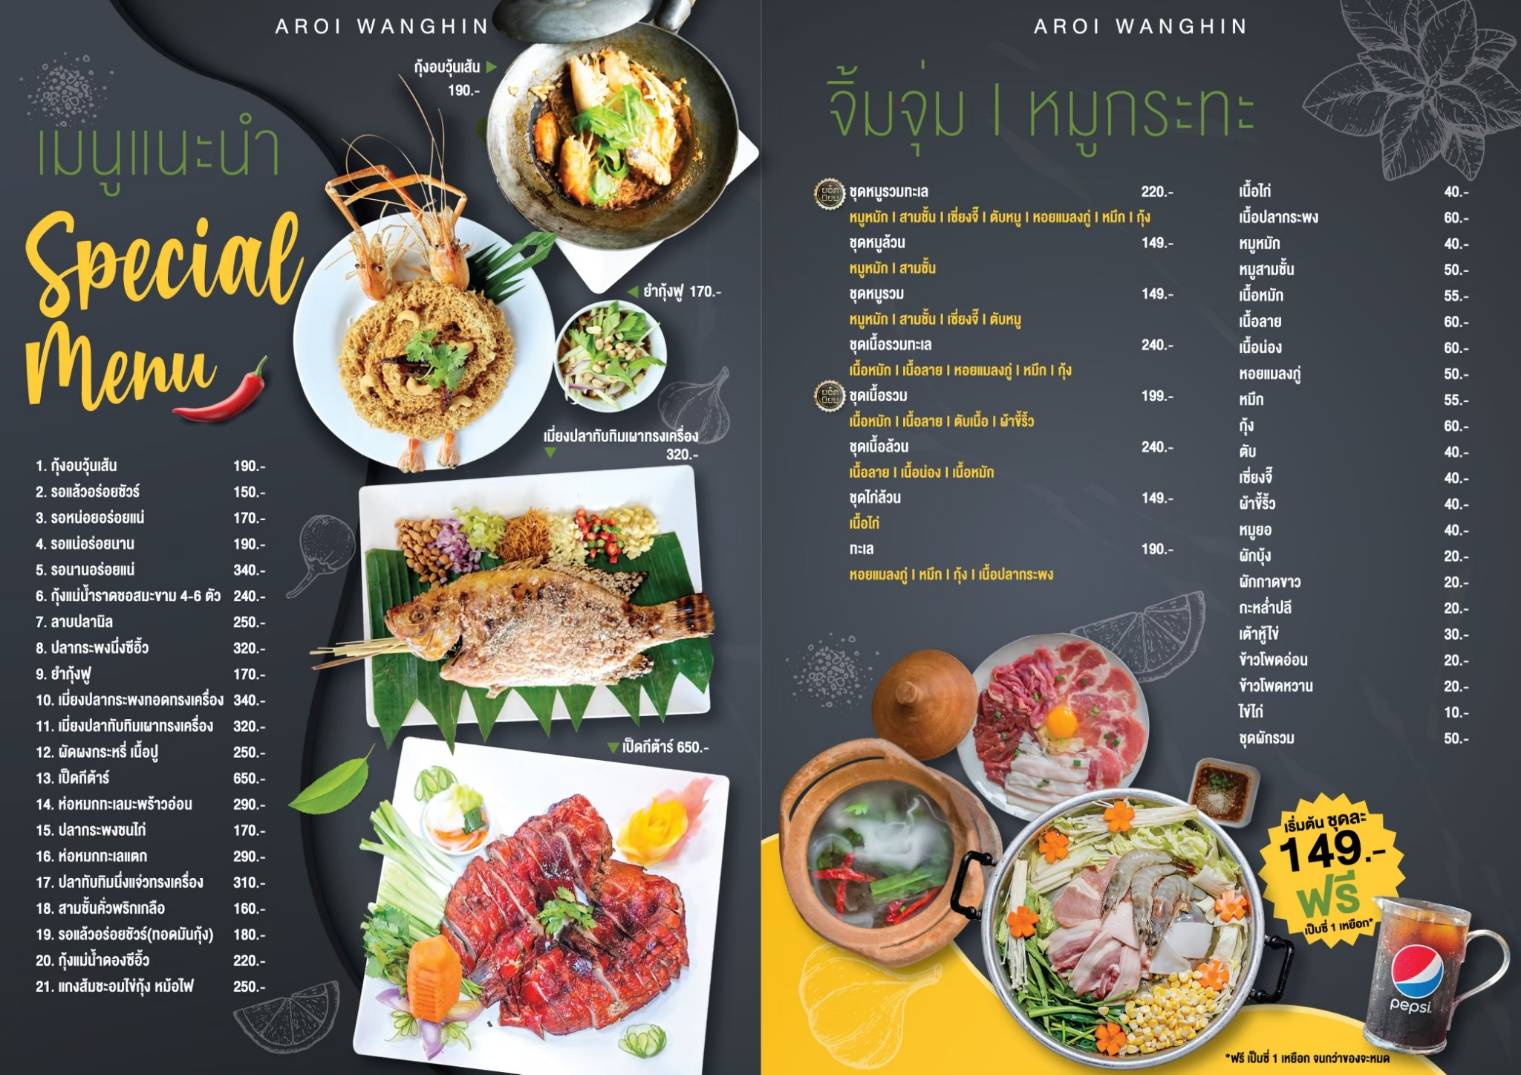 AROI WANGHIN
กุ้งอบวุ้นเส้น
190.-
เมนูแนะนำ
Special
Menu
ยำกุ้งฟู 170.-
เมี่ยงปลาทับทิมเผาทรงเครื่อง
320.-
เป็ดกีต้าร์ 650.-
1. กุ้งอบวุ้นเส้น 190.-
2. รอแล้วอร่อยชัวร์ 150.-
3. รอหน่อยอร่อยแน่ 170.-
4. รอแน่อร่อยนาน 190.-
5. รอนานอร่อยแน่ 340.-
6. กุ้งแม่น้ำราดซอสมะขาม 4-6 ตัว 240.-
7. ลาบปลานิล 250.-
8. ปลากระพงนึ่งซีอิ้ว 320.-
9. ยำกุ้งฟู 170.-
10. เมี่ยงปลากระพงทอดทรงเครื่อง 340.-
11. เมี่ยงปลาทับทิมเผาทรงเครื่อง 320.-
12. ผัดผงกระหรี่ เนื้อปู 250.-
13. เป็ดกีต้าร์ 650.-
14. ห่อหมกทะเลมะพร้าวอ่อน 290.-
15. ปลากระพงชนไก่ 170.-
16. ห่อหมกทะเลแตก 290.-
17. ปลาทับทิมนึ่งแจ่วทรงเครื่อง 310.-
18. สามชั้นคั่วพริกเกลือ 160.-
19. รอแล้วอร่อยชัวร์(ทอดมันกุ้ง) 180.-
20. กุ้งแม่น้ำดองซีอิ้ว 220.-
21. แกงส้มชะอมไข่กุ้ง หม้อไฟ 250.-
AROI WANGHIN
จิ้มจุ่ม | หมูกระทะ
ยอดนิยม
ชุดหมูรวมทะเล 220.-
หมูหมัก | สามชั้น | เซี่ยงจี๊ | ตับหมู | หอยแมลงภู่ | หมึก | กุ้ง
ชุดหมูล้วน 149.-
หมูหมัก | สามชั้น
ชุดหมูรวม 149.-
หมูหมัก | สามชั้น | เซี่ยงจี๊ | ตับหมู
ชุดเนื้อรวมทะเล 240.-
เนื้อหมัก | เนื้อลาย | หอยแมลงภู่ | หมึก | กุ้ง
ยอดนิยม
ชุดเนื้อรวม 199.-
เนื้อหมัก | เนื้อลาย | ตับเนื้อ | ผ้าขี้ริ้ว
ชุดเนื้อล้วน 240.-
เนื้อลาย | เนื้อน่อง | เนื้อหมัก
ชุดไก่ล้วน 149.-
เนื้อไก่
ทะเล 190.-
หอยแมลงภู่ | หมึก | กุ้ง | เนื้อปลากระพง
เนื้อไก่ 40.-
เนื้อปลากระพง 60.-
หมูหมัก 40.-
หมูสามชั้น 50.-
เนื้อหมัก 55.-
เนื้อลาย 60.-
เนื้อน่อง 60.-
หอยแมลงภู่ 50.-
หมึก 55.-
กุ้ง 60.-
ตับ 40.-
เซี่ยงจี๊ 40.-
ผ้าขี้ริ้ว 40.-
หมูยอ 40.-
ผักบุ้ง 20.-
ผักกาดขาว 20.-
กะหล่ำปลี 20.-
เต้าหู้ไข่ 30.-
ข้าวโพดอ่อน 20.-
ข้าวโพดหวาน 20.-
ไข่ไก่ 10.-
ชุดผักรวม 50.-
เริ่มต้น ชุดละ
149.-
ฟรี
เป็บซี่ 1 เหยือก*
pepsi
*ฟรี เป็บซี่ 1 เหยือก จนกว่าของจะหมด